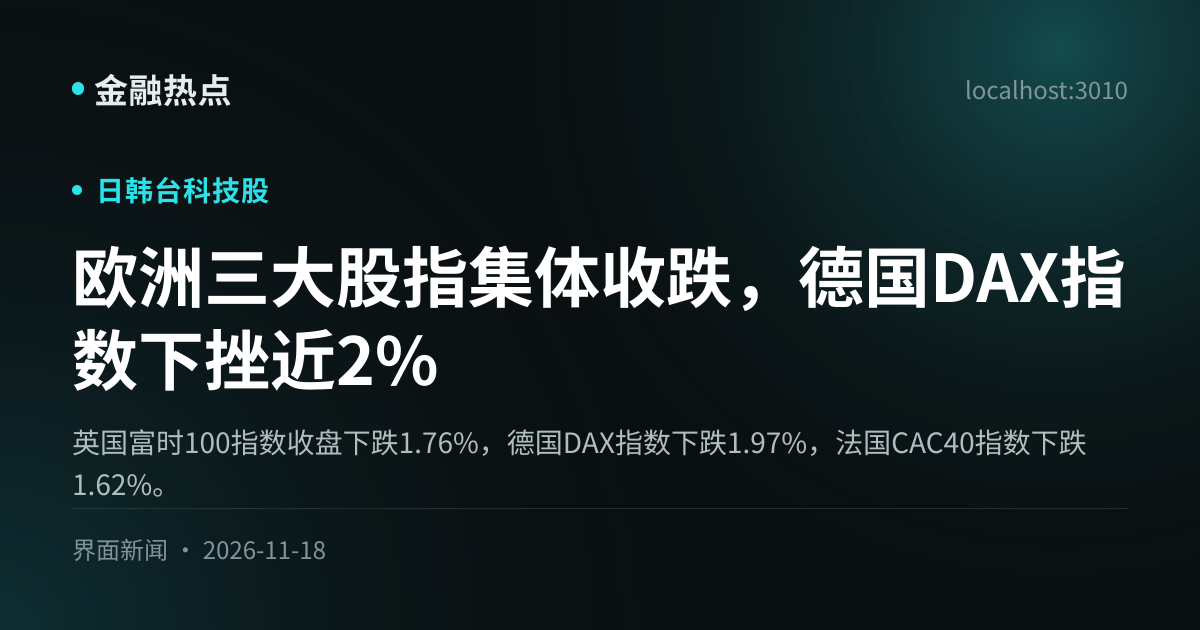 金融热点
localhost:3010
日韩台科技股
欧洲三大股指集体收跌，德国DAX指
数下挫近2%
英国富时100指数收盘下跌1.76%，德国DAX指数下跌1.97%，法国CAC40指数下跌
1.62%。
界面新闻 • 2026-11-18